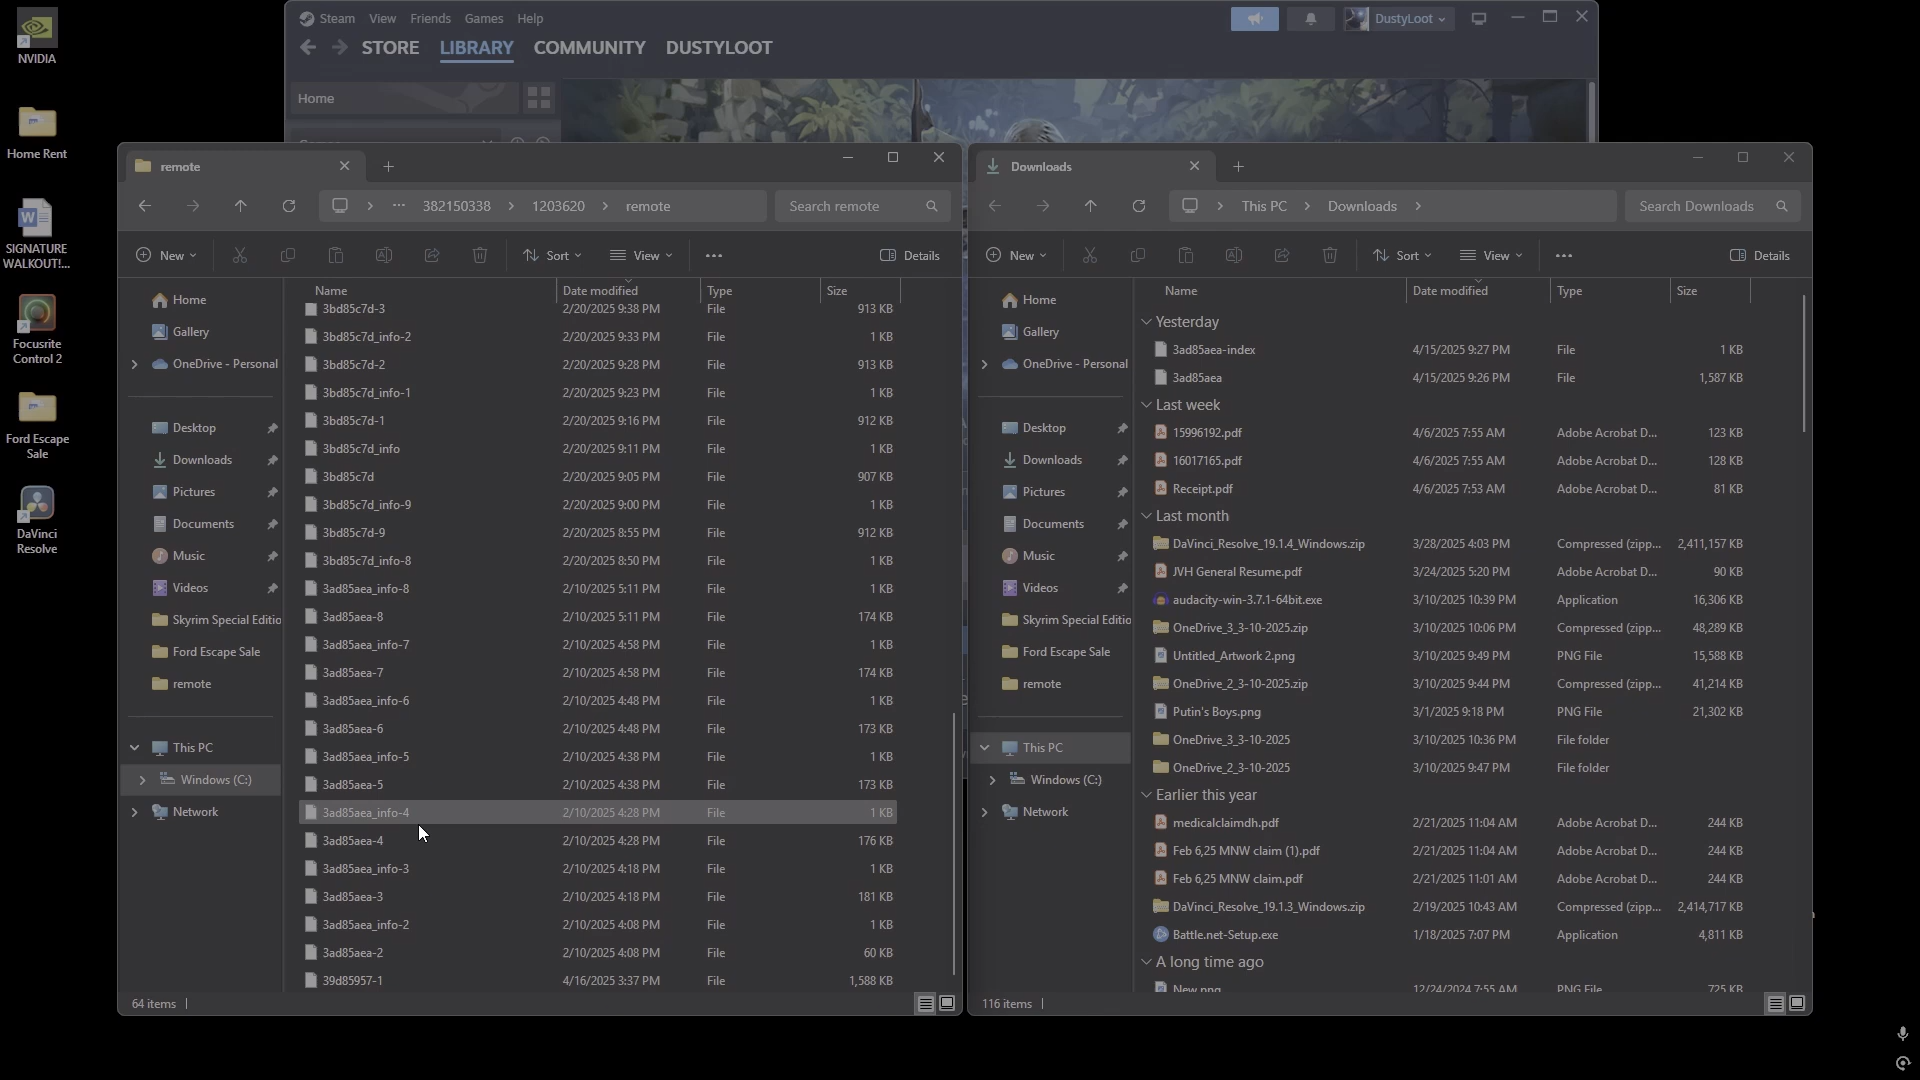 NVIDIA
Home Rent
SIGNATURE
WALKOUT!...
Focusrite
Control 2
Ford Escape
Sale
DaVinci
Resolve
Steam View Friends Games Help
DustyLoot
STORE LIBRARY COMMUNITY DUSTYLOOT
Home
remote
382150338 1203620 remote
Search remote
New Sort View ... Details
Name Date modified Type Size
Home
Gallery
OneDrive - Personal
Desktop
Downloads
Pictures
Documents
Music
Videos
Skyrim Special Editio
Ford Escape Sale
remote
This PC
Windows (C:)
Network
3bd85c7d-3 2/20/2025 9:38 PM File 913 KB
3bd85c7d_info-2 2/20/2025 9:33 PM File 1 KB
3bd85c7d-2 2/20/2025 9:28 PM File 913 KB
3bd85c7d_info-1 2/20/2025 9:23 PM File 1 KB
3bd85c7d-1 2/20/2025 9:16 PM File 912 KB
3bd85c7d_info 2/20/2025 9:11 PM File 1 KB
3bd85c7d 2/20/2025 9:05 PM File 907 KB
3bd85c7d_info-9 2/20/2025 9:00 PM File 1 KB
3bd85c7d-9 2/20/2025 8:55 PM File 912 KB
3bd85c7d_info-8 2/20/2025 8:50 PM File 1 KB
3ad85aea_info-8 2/10/2025 5:11 PM File 1 KB
3ad85aea-8 2/10/2025 5:11 PM File 174 KB
3ad85aea_info-7 2/10/2025 4:58 PM File 1 KB
3ad85aea-7 2/10/2025 4:58 PM File 174 KB
3ad85aea_info-6 2/10/2025 4:48 PM File 1 KB
3ad85aea-6 2/10/2025 4:48 PM File 173 KB
3ad85aea_info-5 2/10/2025 4:38 PM File 1 KB
3ad85aea-5 2/10/2025 4:38 PM File 173 KB
3ad85aea_info-4 2/10/2025 4:28 PM File 1 KB
3ad85aea-4 2/10/2025 4:28 PM File 176 KB
3ad85aea_info-3 2/10/2025 4:18 PM File 1 KB
3ad85aea-3 2/10/2025 4:18 PM File 181 KB
3ad85aea_info-2 2/10/2025 4:08 PM File 1 KB
3ad85aea-2 2/10/2025 4:08 PM File 60 KB
39d85957-1 4/16/2025 3:37 PM File 1,588 KB
64 items
Downloads
This PC Downloads
Search Downloads
New Sort View ... Details
Name Date modified Type Size
Home
Gallery
OneDrive - Personal
Desktop
Downloads
Pictures
Documents
Music
Videos
Skyrim Special Editio
Ford Escape Sale
remote
This PC
Windows (C:)
Network
Yesterday
3ad85aea-index 4/15/2025 9:27 PM File 1 KB
3ad85aea 4/15/2025 9:26 PM File 1,587 KB
Last week
15996192.pdf 4/6/2025 7:55 AM Adobe Acrobat D... 123 KB
16017165.pdf 4/6/2025 7:55 AM Adobe Acrobat D... 128 KB
Receipt.pdf 4/6/2025 7:53 AM Adobe Acrobat D... 81 KB
Last month
DaVinci_Resolve_19.1.4_Windows.zip 3/28/2025 4:03 PM Compressed (zipp... 2,411,157 KB
JVH General Resume.pdf 3/24/2025 5:20 PM Adobe Acrobat D... 90 KB
audacity-win-3.7.1-64bit.exe 3/10/2025 10:39 PM Application 16,306 KB
OneDrive_3_3-10-2025.zip 3/10/2025 10:06 PM Compressed (zipp... 48,289 KB
Untitled_Artwork 2.png 3/10/2025 9:49 PM PNG File 15,588 KB
OneDrive_2_3-10-2025.zip 3/10/2025 9:44 PM Compressed (zipp... 41,214 KB
Putin's Boys.png 3/1/2025 9:18 PM PNG File 21,302 KB
OneDrive_3_3-10-2025 3/10/2025 10:36 PM File folder
OneDrive_2_3-10-2025 3/10/2025 9:47 PM File folder
Earlier this year
medicalclaimdh.pdf 2/21/2025 11:04 AM Adobe Acrobat D... 244 KB
Feb 6,25 MNW claim (1).pdf 2/21/2025 11:04 AM Adobe Acrobat D... 244 KB
Feb 6,25 MNW claim.pdf 2/21/2025 11:01 AM Adobe Acrobat D... 244 KB
DaVinci_Resolve_19.1.3_Windows.zip 2/19/2025 10:43 AM Compressed (zipp... 2,414,717 KB
Battle.net-Setup.exe 1/18/2025 7:07 PM Application 4,811 KB
A long time ago
New.png 12/24/2024 7:55 AM PNG File 725 KB
116 items